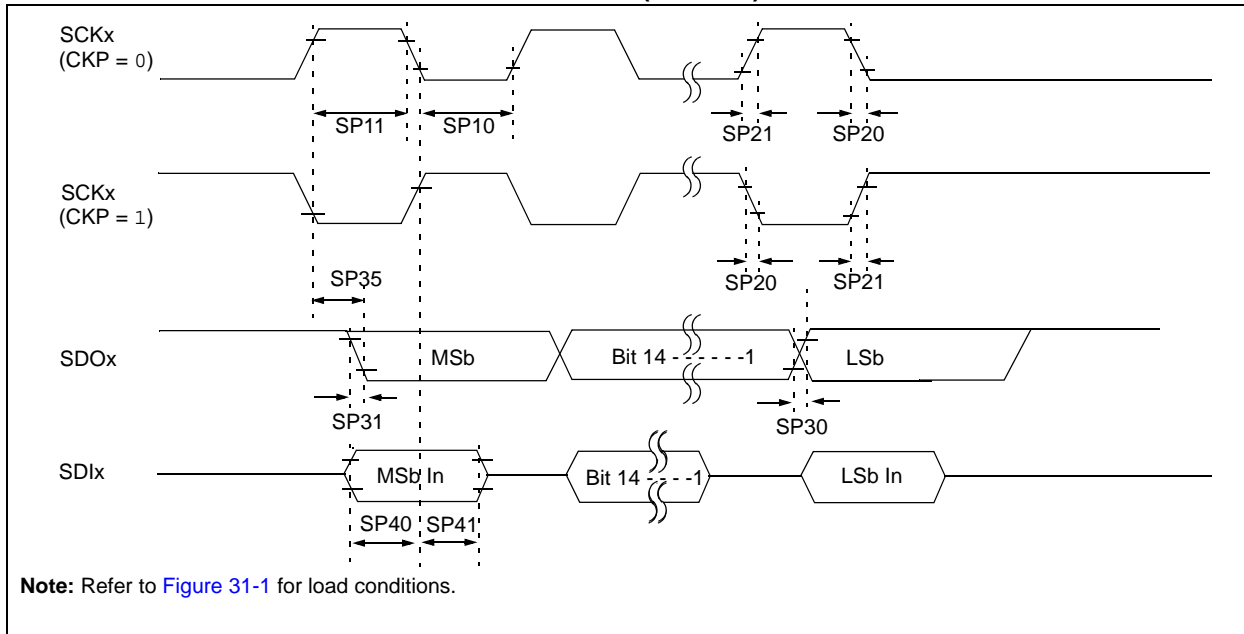 SCKx
(CKP = 0)
SP11
SP10
SP21
SP20
SCKx
(CKP = 1)
SP35
SP20
SP21
SDOx
MSb
Bit 14 - - - - - -1
LSb
SP31
SP30
SDIx
MSb In
Bit 14 - - - - -1
LSb In
SP40
SP41
Note: Refer to Figure 31-1 for load conditions.